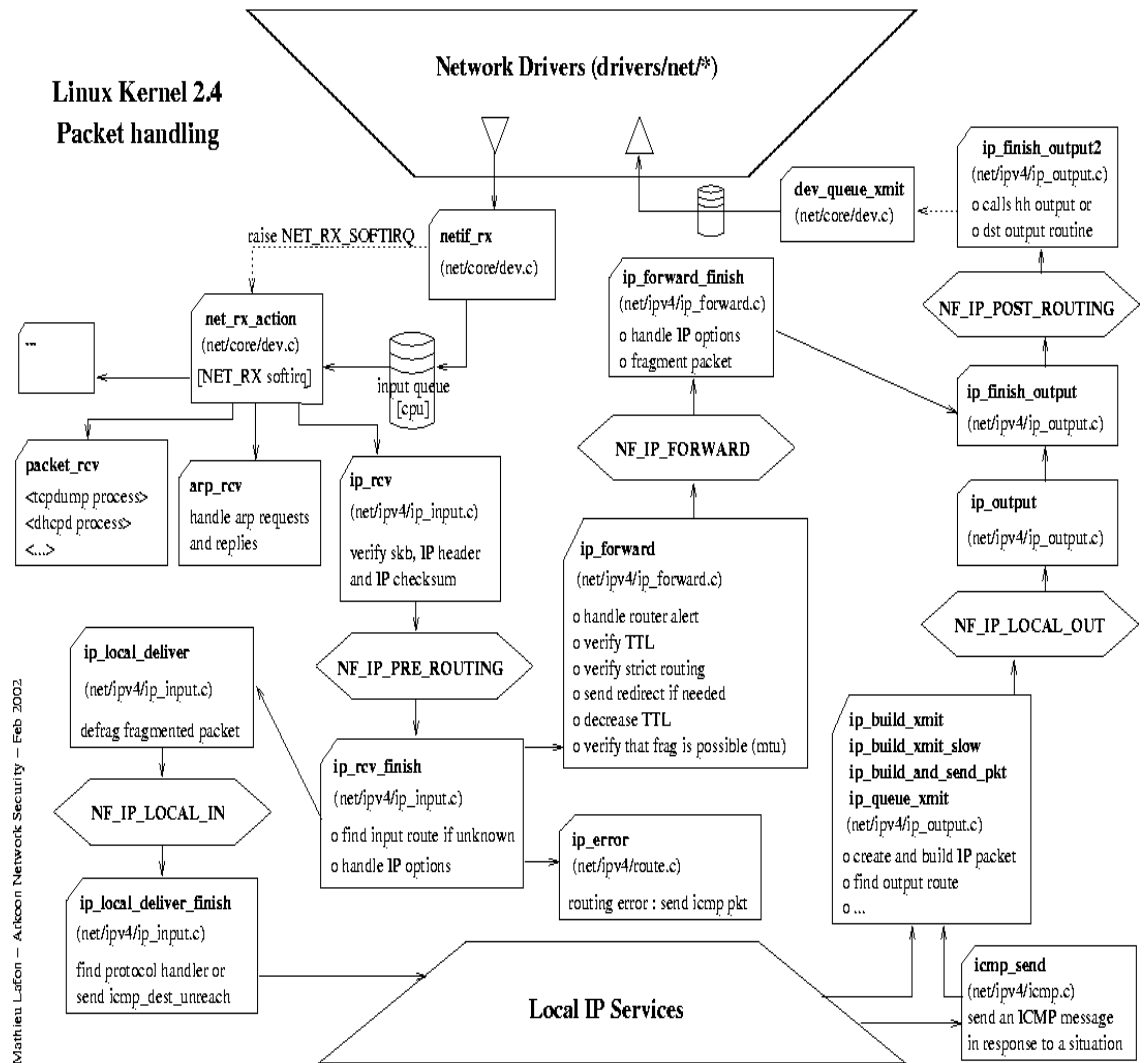 Network Drivers (drivers/net/*)
Linux Kernel 2.4
Packet handling
ip_finish_output2
(net/ipv4/ip_output.c)
o calls hh output or
o dst output routine
dev_queue_xmit
(net/core/dev.c)
raise NET_RX_SOFTIRQ
netif_rx
(net/core/dev.c)
ip_forward_finish
(net/ipv4/ip_forward.c)
o handle IP options
o fragment packet
NF_IP_POST_ROUTING
net_rx_action
(net/core/dev.c)
[NET_RX softirq]
...
input queue
[cpu]
ip_finish_output
(net/ipv4/ip_output.c)
NF_IP_FORWARD
packet_rcv
<tcpdump process>
<dhcpd process>
<...>
arp_rcv
handle arp requests
and replies
ip_rcv
(net/ipv4/ip_input.c)
verify skb, IP header
and IP checksum
ip_output
(net/ipv4/ip_output.c)
ip_forward
(net/ipv4/ip_forward.c)
o handle router alert
o verify TTL
o verify strict routing
o send redirect if needed
o decrease TTL
o verify that frag is possible (mtu)
NF_IP_LOCAL_OUT
NF_IP_PRE_ROUTING
ip_local_deliver
(net/ipv4/ip_input.c)
defrag fragmented packet
ip_rcv_finish
(net/ipv4/ip_input.c)
o find input route if unknown
o handle IP options
NF_IP_LOCAL_IN
ip_build_xmit
ip_build_xmit_slow
ip_build_and_send_pkt
ip_queue_xmit
(net/ipv4/ip_output.c)
o create and build IP packet
o find output route
o ...
ip_error
(net/ipv4/route.c)
routing error : send icmp pkt
ip_local_deliver_finish
(net/ipv4/ip_input.c)
find protocol handler or
send icmp_dest_unreach
Local IP Services
icmp_send
(net/ipv4/icmp.c)
send an ICMP message
in response to a situation
Mathieu Lafon – Arkoon Network Security – Feb 2002